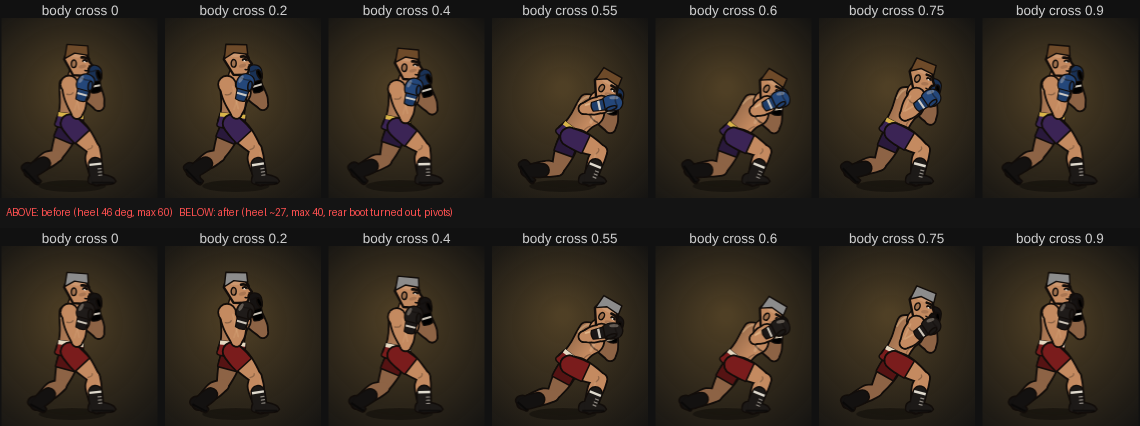 body cross 0 body cross 0.2 body cross 0.4 body cross 0.55 body cross 0.6 body cross 0.75 body cross 0.9
ABOVE: before (heel 46 deg, max 60) BELOW: after (heel ~27, max 40, rear boot turned out, pivots)
body cross 0 body cross 0.2 body cross 0.4 body cross 0.55 body cross 0.6 body cross 0.75 body cross 0.9